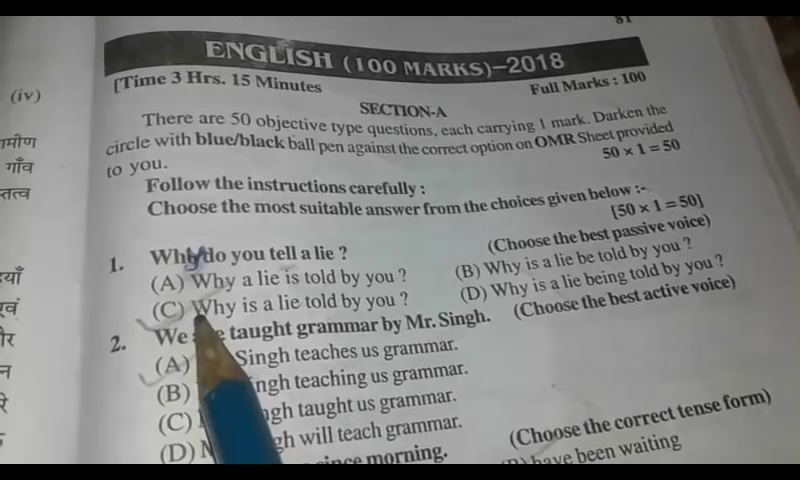 81
ENGLISH (100 MARKS)–2018
[Time 3 Hrs. 15 Minutes
Full Marks : 100
SECTION-A
There are 50 objective type questions, each carrying 1 mark. Darken the
circle with blue/black ball pen against the correct option on OMR Sheet provided
to you.
50 × 1 = 50
Follow the instructions carefully :
Choose the most suitable answer from the choices given below :-
[50 × 1 = 50]
1. Why do you tell a lie ? (Choose the best passive voice)
(A) Why a lie is told by you ? (B) Why is a lie be told by you ?
(C) Why is a lie told by you ? (D) Why is a lie being told by you ?
2. We taught grammar by Mr. Singh. (Choose the best active voice)
(A) Singh teaches us grammar.
(B) teaching us grammar.
(C) taught us grammar.
(D) will teach grammar.
since morning. (Choose the correct tense form)
have been waiting
(iv)
गाँव